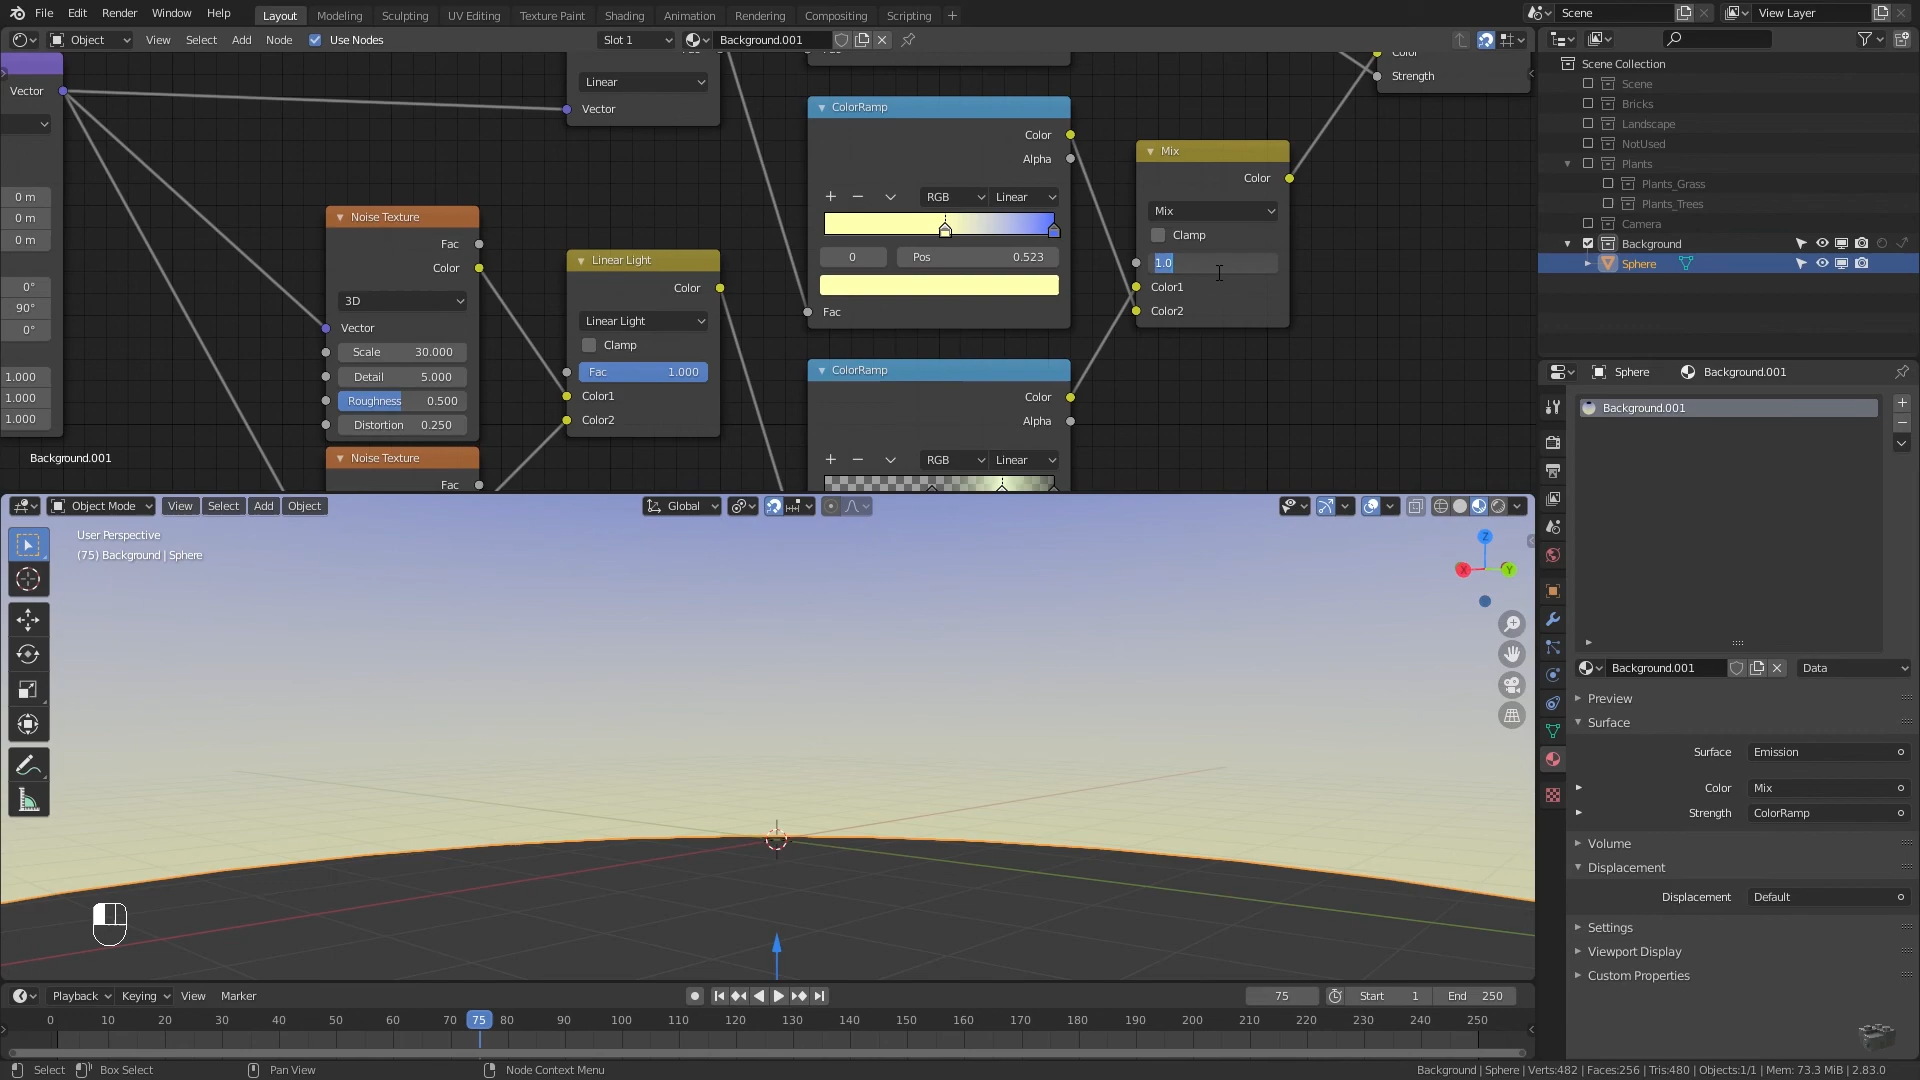 File Edit Render Window Help
Layout Modeling Sculpting UV Editing Texture Paint Shading Animation Rendering Compositing Scripting +
Scene
View Layer
Object View Select Add Node Use Nodes
Slot 1 Background.001
Vector
0 m
0 m
0 m
0°
90°
0°
1.000
1.000
1.000
Background.001
Linear
Vector
Noise Texture
Fac
Color
3D
Vector
Scale 30.000
Detail 5.000
Roughness 0.500
Distortion 0.250
Noise Texture
Fac
Linear Light
Color
Linear Light
Clamp
Fac 1.000
Color1
Color2
ColorRamp
Color
Alpha
RGB Linear
0 Pos 0.523
Fac
ColorRamp
Color
Alpha
RGB Linear
Mix
Color
Mix
Clamp
1.0
Color1
Color2
Color
Strength
Scene Collection
Scene
Bricks
Landscape
NotUsed
Plants
Plants_Grass
Plants_Trees
Camera
Background
Sphere
Sphere Background.001
Background.001
Background.001 Data
Preview
Surface
Surface Emission
Color Mix
Strength ColorRamp
Volume
Displacement
Displacement Default
Settings
Viewport Display
Custom Properties
Object Mode View Select Add Object
Global
User Perspective
(75) Background | Sphere
Z
X
Y
Playback Keying View Marker
75 Start 1 End 250
0 10 20 30 40 50 60 70 75 80 90 100 110 120 130 140 150 160 170 180 190 200 210 220 230 240 250
Select Box Select Pan View Node Context Menu
Background | Sphere | Verts:482 | Faces:256 | Tris:480 | Objects:1/1 | Mem: 73.3 MiB | 2.83.0